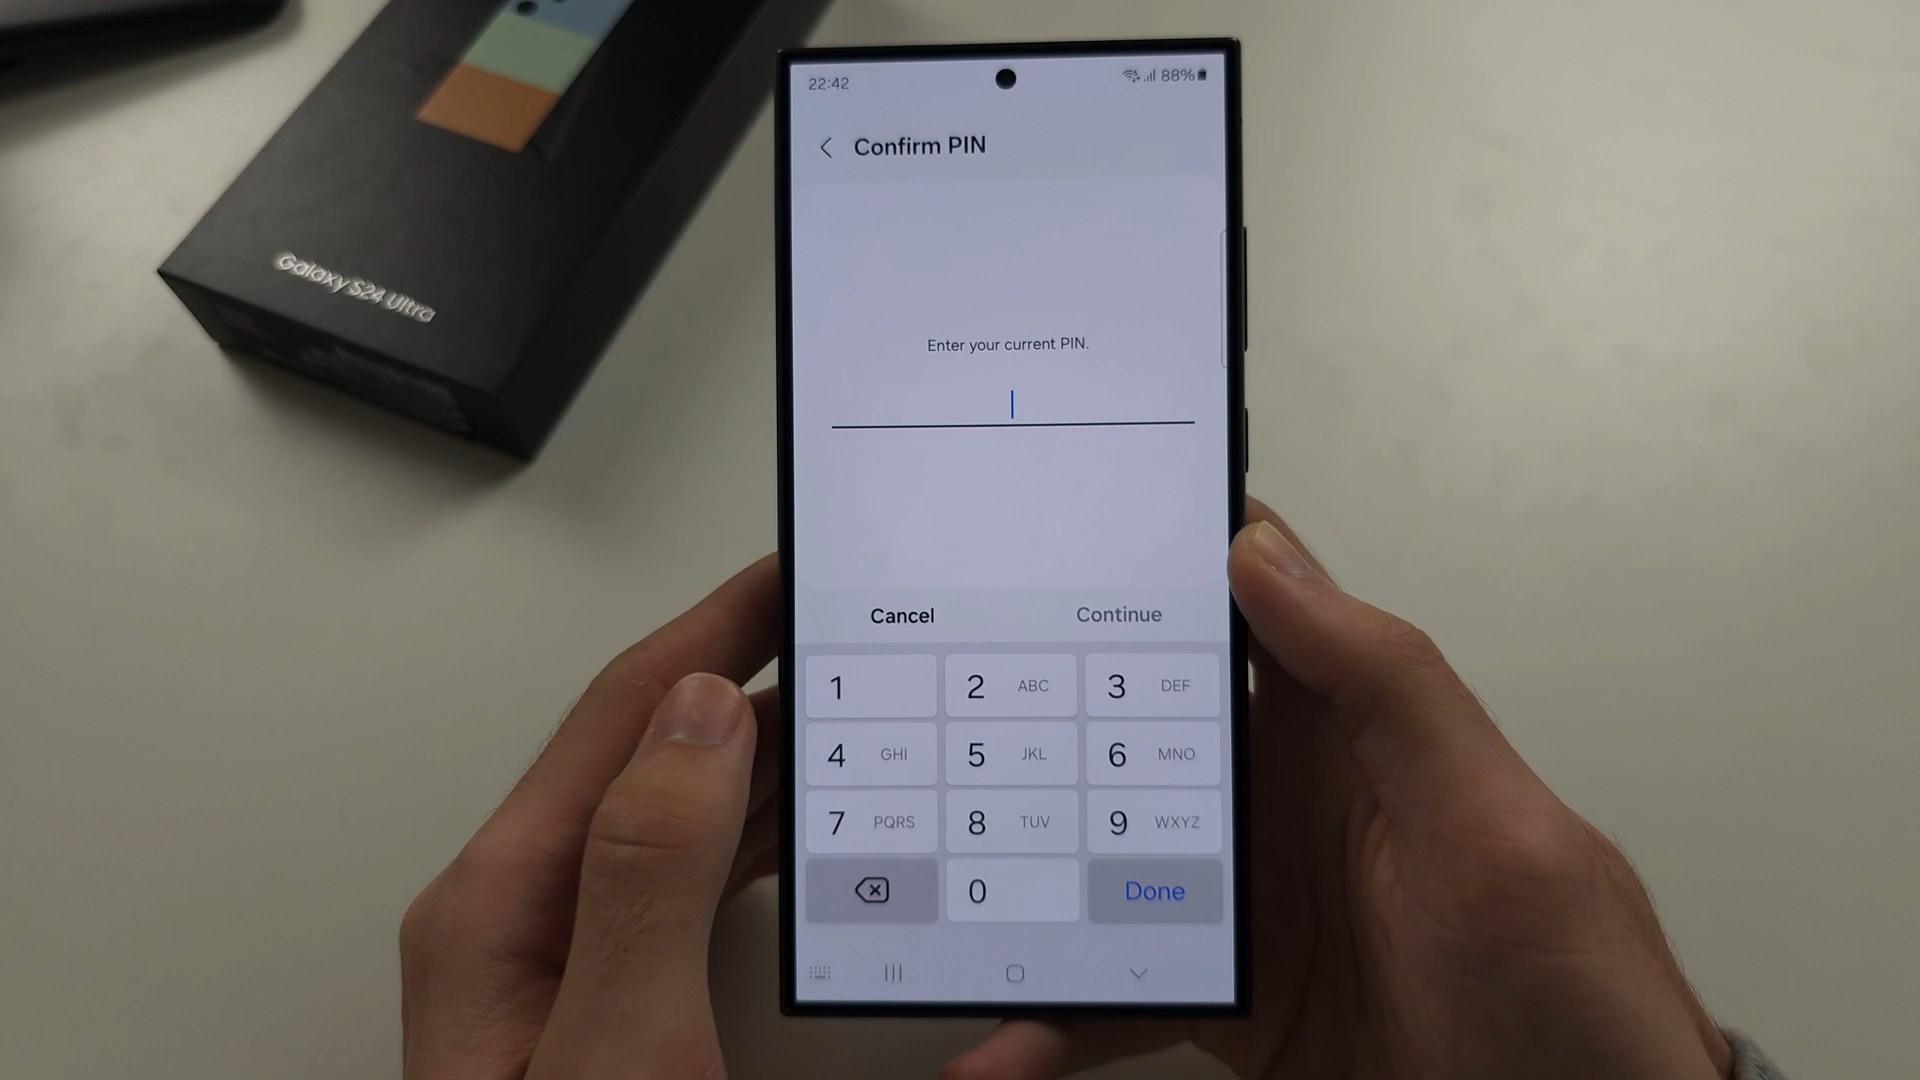 Galaxy S24 Ultra
22:42
88%
Confirm PIN
Enter your current PIN.
Cancel
Continue
1
2 ABC
3 DEF
4 GHI
5 JKL
6 MNO
7 PQRS
8 TUV
9 WXYZ
0
Done